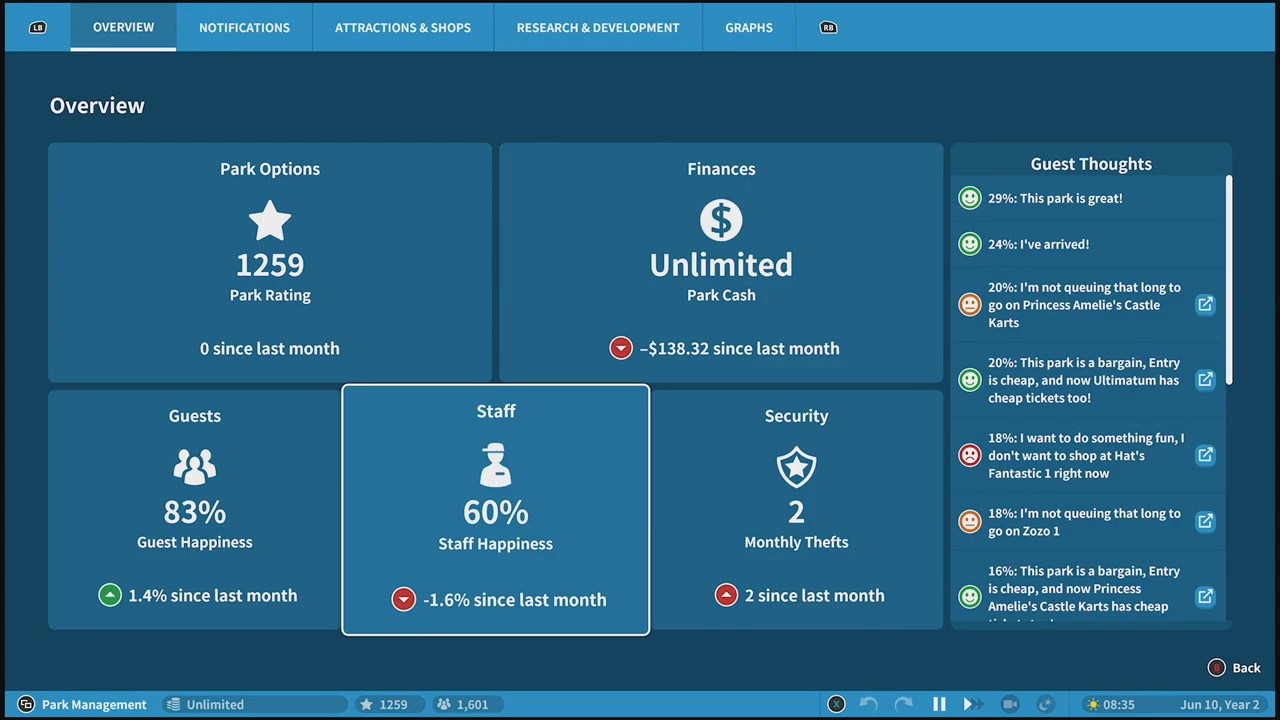 LB
OVERVIEW
NOTIFICATIONS
ATTRACTIONS & SHOPS
RESEARCH & DEVELOPMENT
GRAPHS
RB
Overview
Park Options
1259
Park Rating
0 since last month
Finances
$
Unlimited
Park Cash
–$138.32 since last month
Guests
83%
Guest Happiness
1.4% since last month
Staff
60%
Staff Happiness
-1.6% since last month
Security
2
Monthly Thefts
2 since last month
Guest Thoughts
29%: This park is great!
24%: I've arrived!
20%: I'm not queuing that long to
go on Princess Amelie's Castle
Karts
20%: This park is a bargain, Entry
is cheap, and now Ultimatum has
cheap tickets too!
18%: I want to do something fun, I
don't want to shop at Hat's
Fantastic 1 right now
18%: I'm not queuing that long to
go on Zozo 1
16%: This park is a bargain, Entry
is cheap, and now Princess
Amelie's Castle Karts has cheap
Back
Park Management
Unlimited
1259
1,601
X
08:35
Jun 10, Year 2